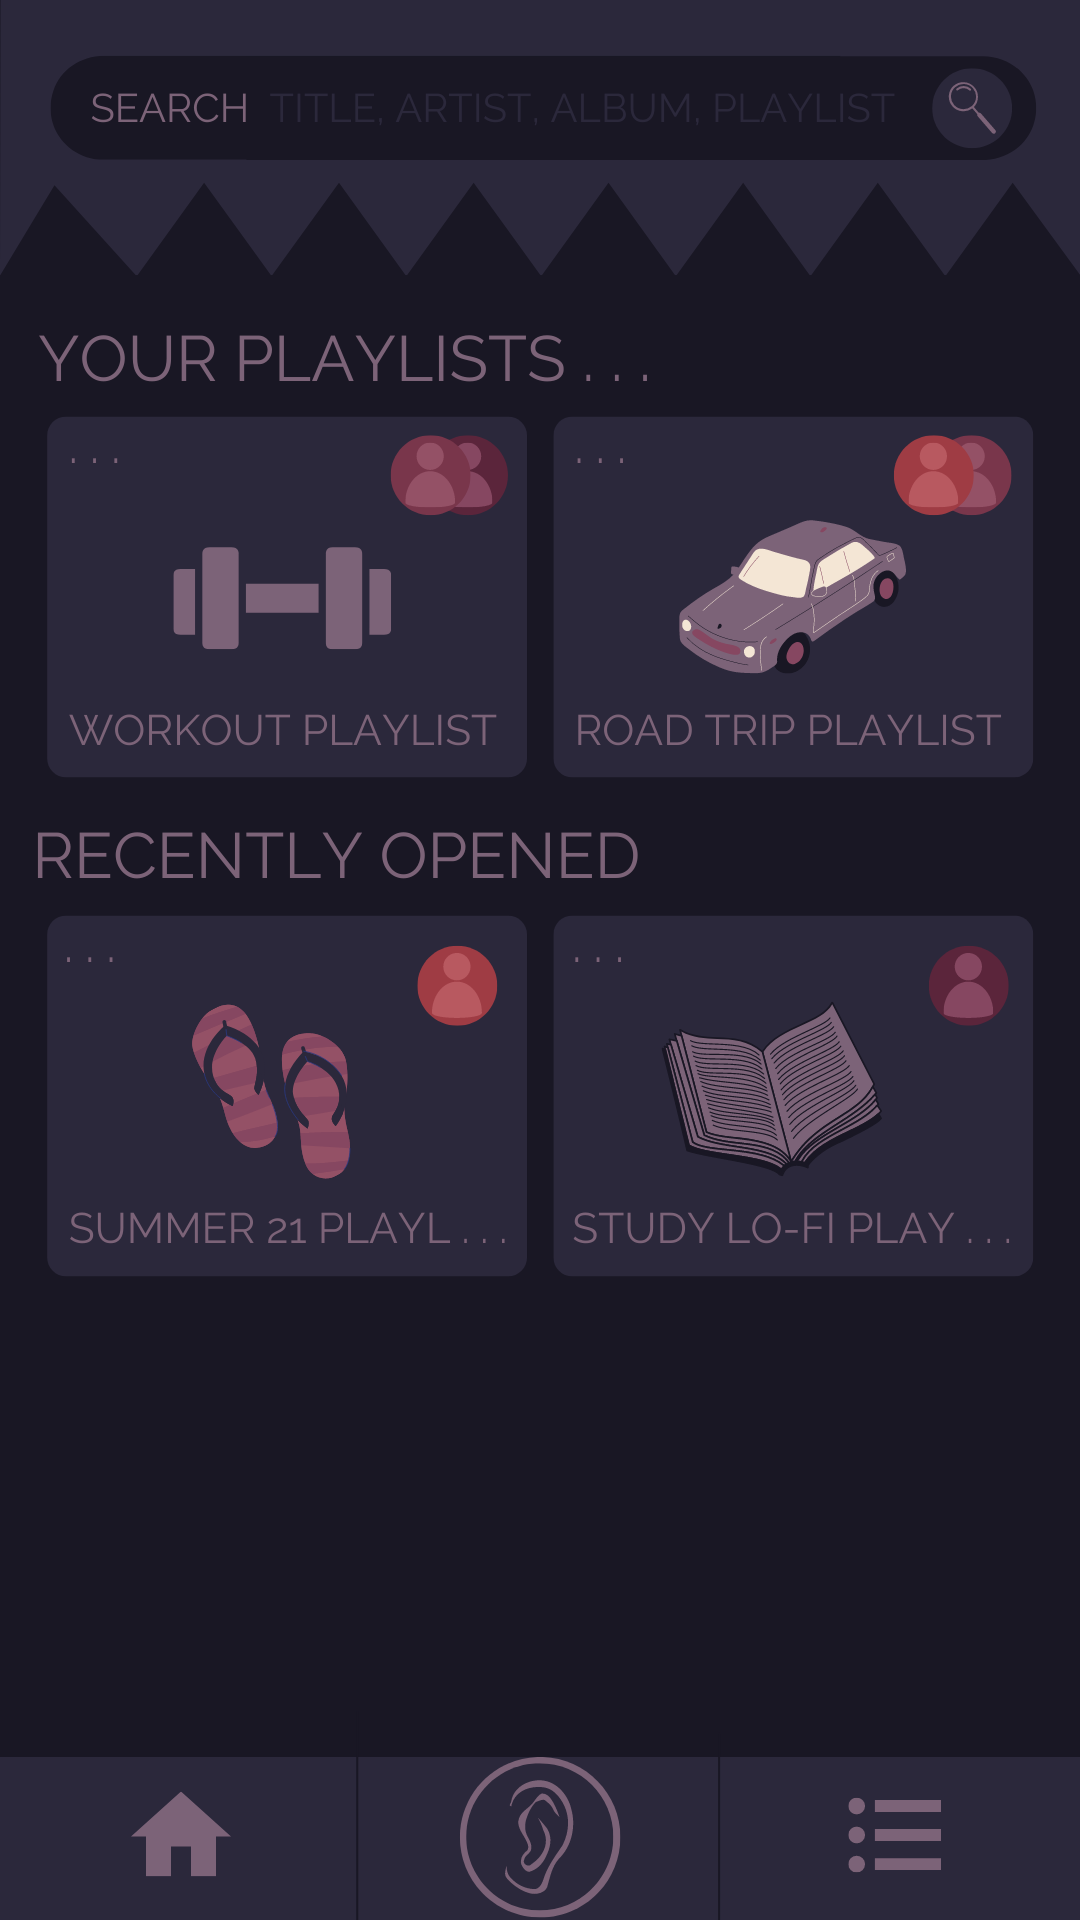 SEARCH TITLE, ARTIST, ALBUM, PLAYLIST
YOUR PLAYLISTS . . .
. . .
. . .
WORKOUT PLAYLIST
ROAD TRIP PLAYLIST
RECENTLY OPENED
. . .
. . .
SUMMER 21 PLAYL . . .
STUDY LO-FI PLAY . . .